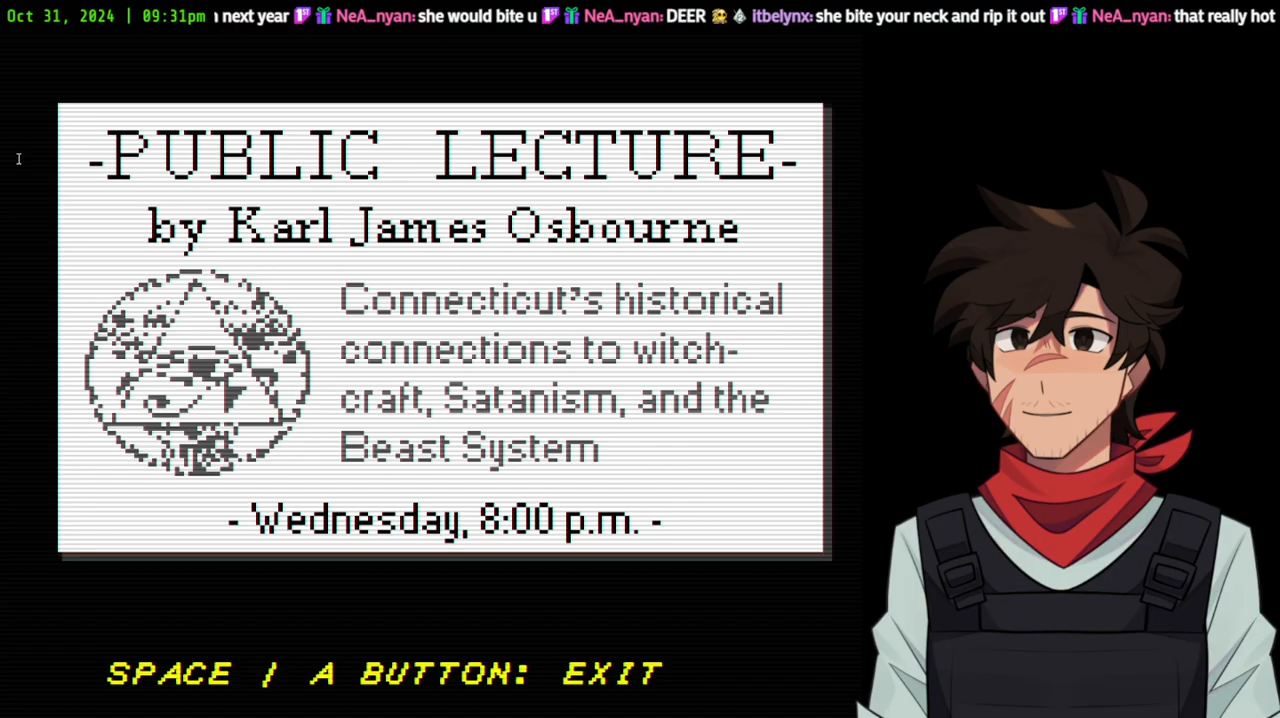 Oct 31, 2024 | 09:31pm next year NeA_nyan: she would bite u NeA_nyan: DEER itbelynx: she bite your neck and rip it out NeA_nyan: that really hot
-PUBLIC LECTURE-
by Karl James Osbourne
Connecticut's historical
connections to witch-
craft, Satanism, and the
Beast System
- Wednesday, 8:00 p.m. -
SPACE / A BUTTON: EXIT